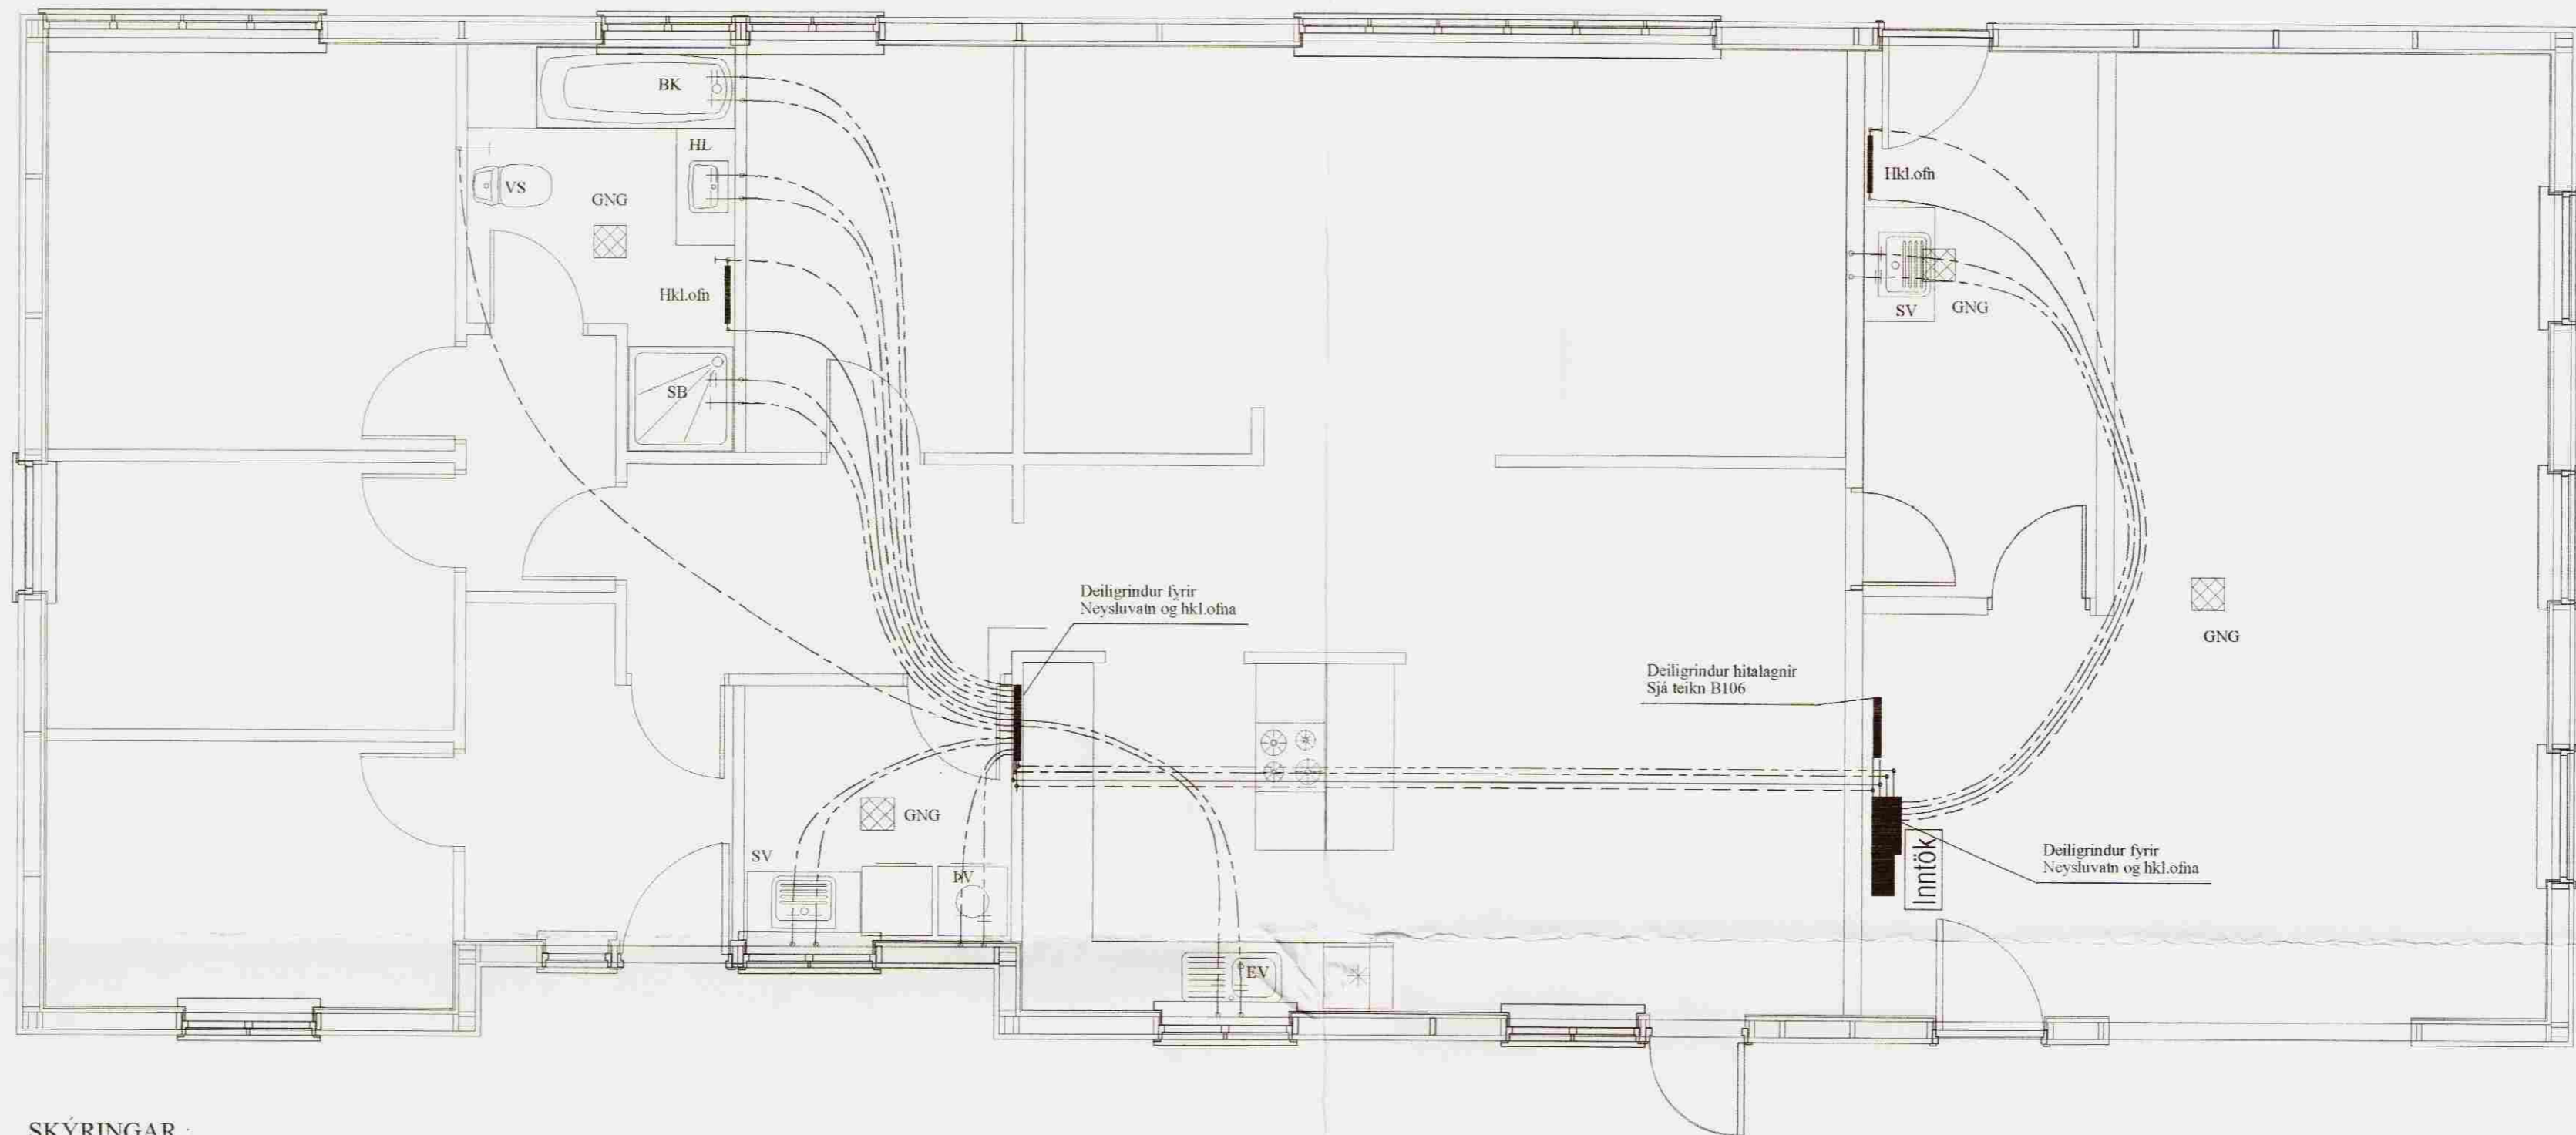 BK
HL
VS
GNG
Hkl.ofn
SB
Hkl.ofn
SV
GNG
GNG
Deiligrindur fyrir
Neysluvatn og hkl.ofna
Deiligrindur hitalagnir
Sjá teikn B106
GNG
SV
ÞV
EV
Inntök
Deiligrindur fyrir
Neysluvatn og hkl.ofna
SKÝRINGAR :